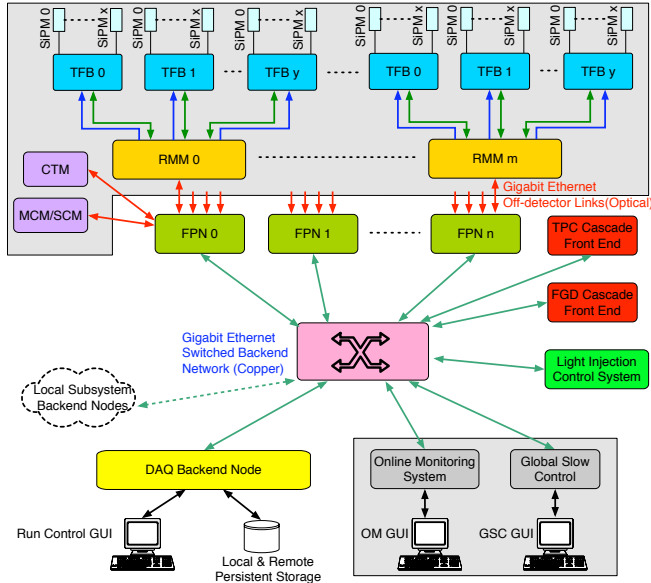 SiPM 0
SiPM x
SiPM 0
SiPM x
SiPM 0
SiPM x
SiPM 0
SiPM x
SiPM 0
SiPM x
SiPM 0
SiPM x
TFB 0
TFB 1
TFB y
TFB 0
TFB 1
TFB y
RMM 0
RMM m
CTM
MCM/SCM
Gigabit Ethernet
Off-detector Links(Optical)
FPN 0
FPN 1
FPN n
TPC Cascade
Front End
FGD Cascade
Front End
Gigabit Ethernet
Switched Backend
Network (Copper)
Light Injection
Control System
Local Subsystem
Backend Nodes
DAQ Backend Node
Online Monitoring
System
Global Slow
Control
Run Control GUI
OM GUI
GSC GUI
Local & Remote
Persistent Storage